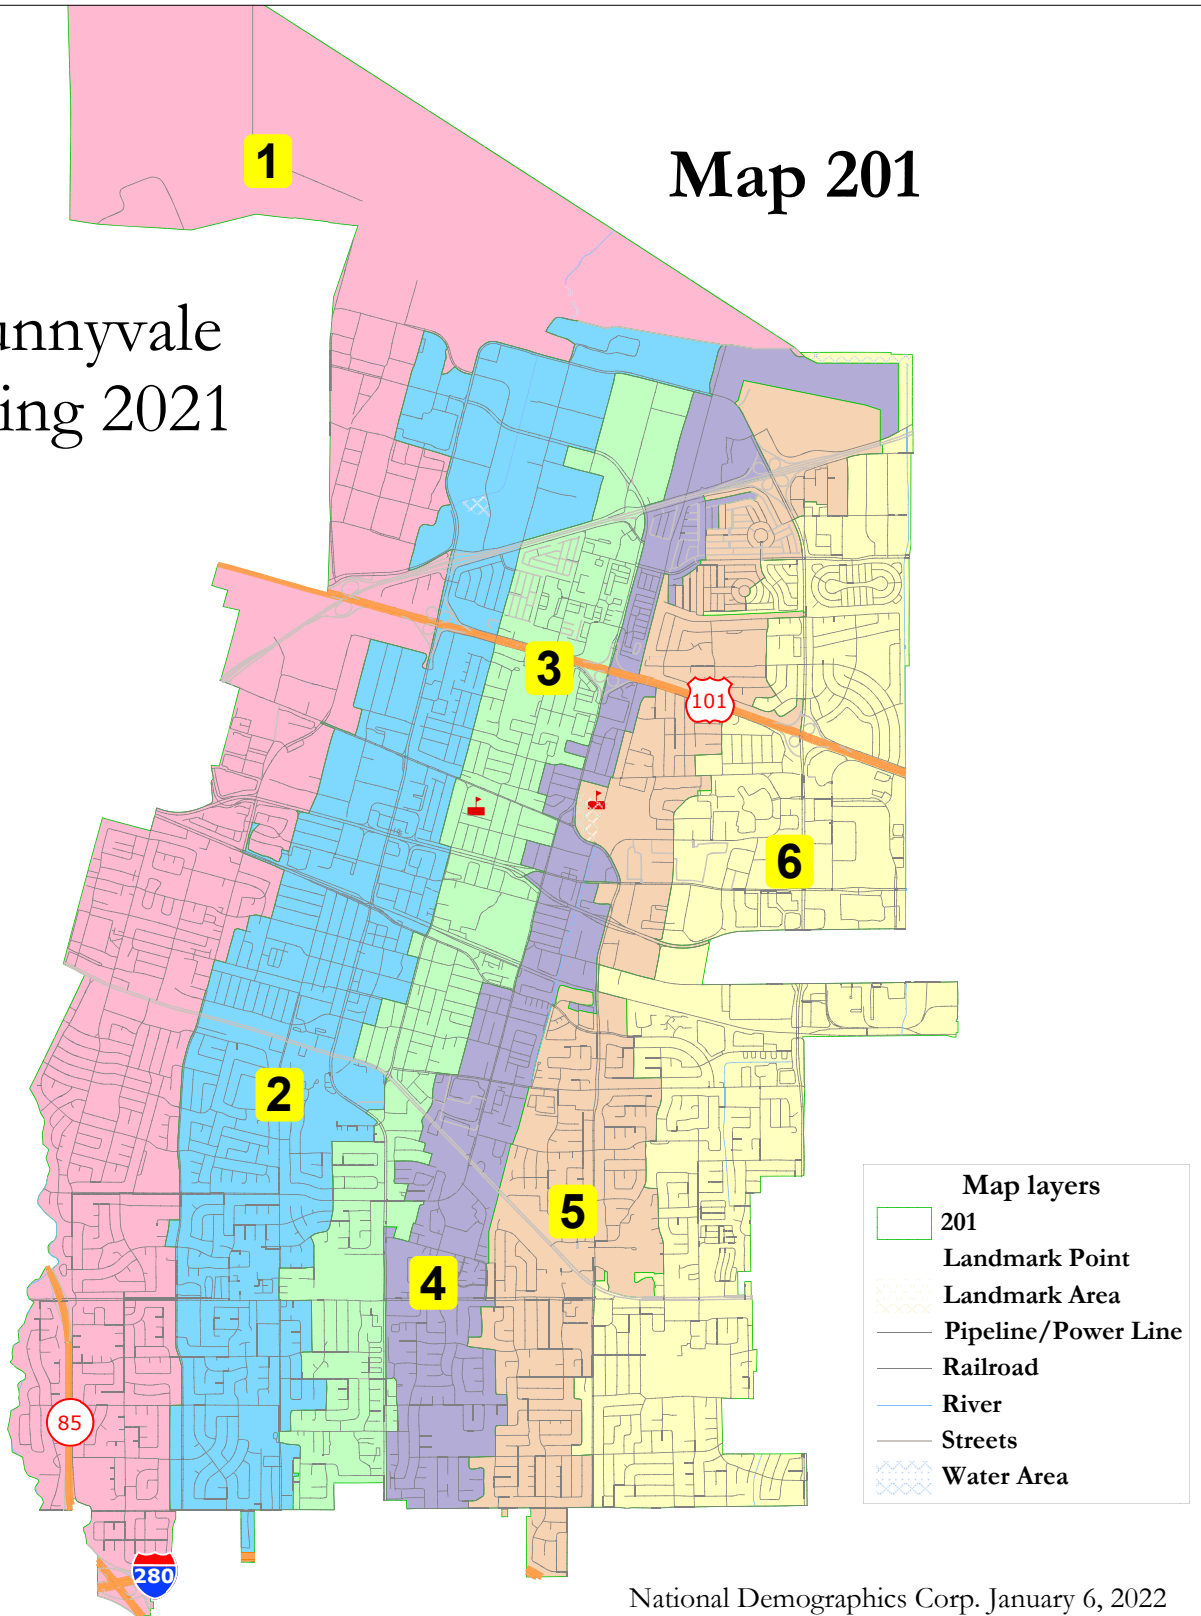 1
Map 201
unnyvale
ing 2021
3
101
6
2
5
4
85
280
Map layers
201
Landmark Point
Landmark Area
Pipeline/Power Line
Railroad
River
Streets
Water Area
National Demographics Corp. January 6, 2022